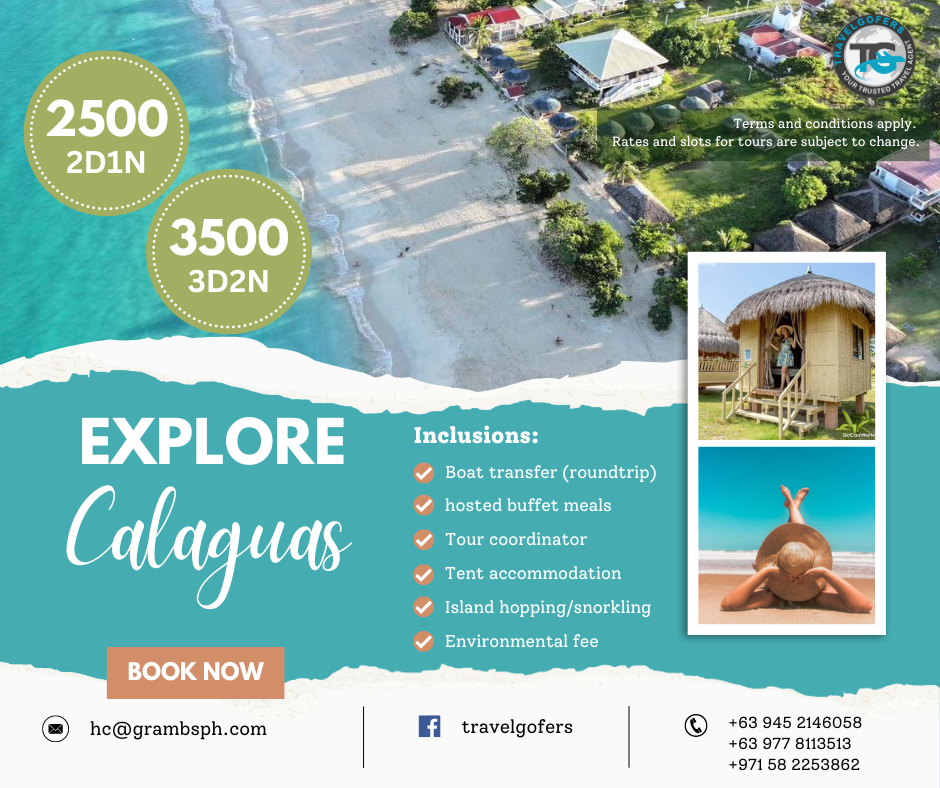 TRAVELGOFERS
TG
YOUR TRUSTED TRAVEL AGENT
Terms and conditions apply.
Rates and slots for tours are subject to change.
2500
2D1N
3500
3D2N
EXPLORE
Calaguas
BOOK NOW
Inclusions:
Boat transfer (roundtrip)
hosted buffet meals
Tour coordinator
Tent accommodation
Island hopping/snorkling
Environmental fee
hc@grambsph.com
travelgofers
+63 945 2146058
+63 977 8113513
+971 58 2253862